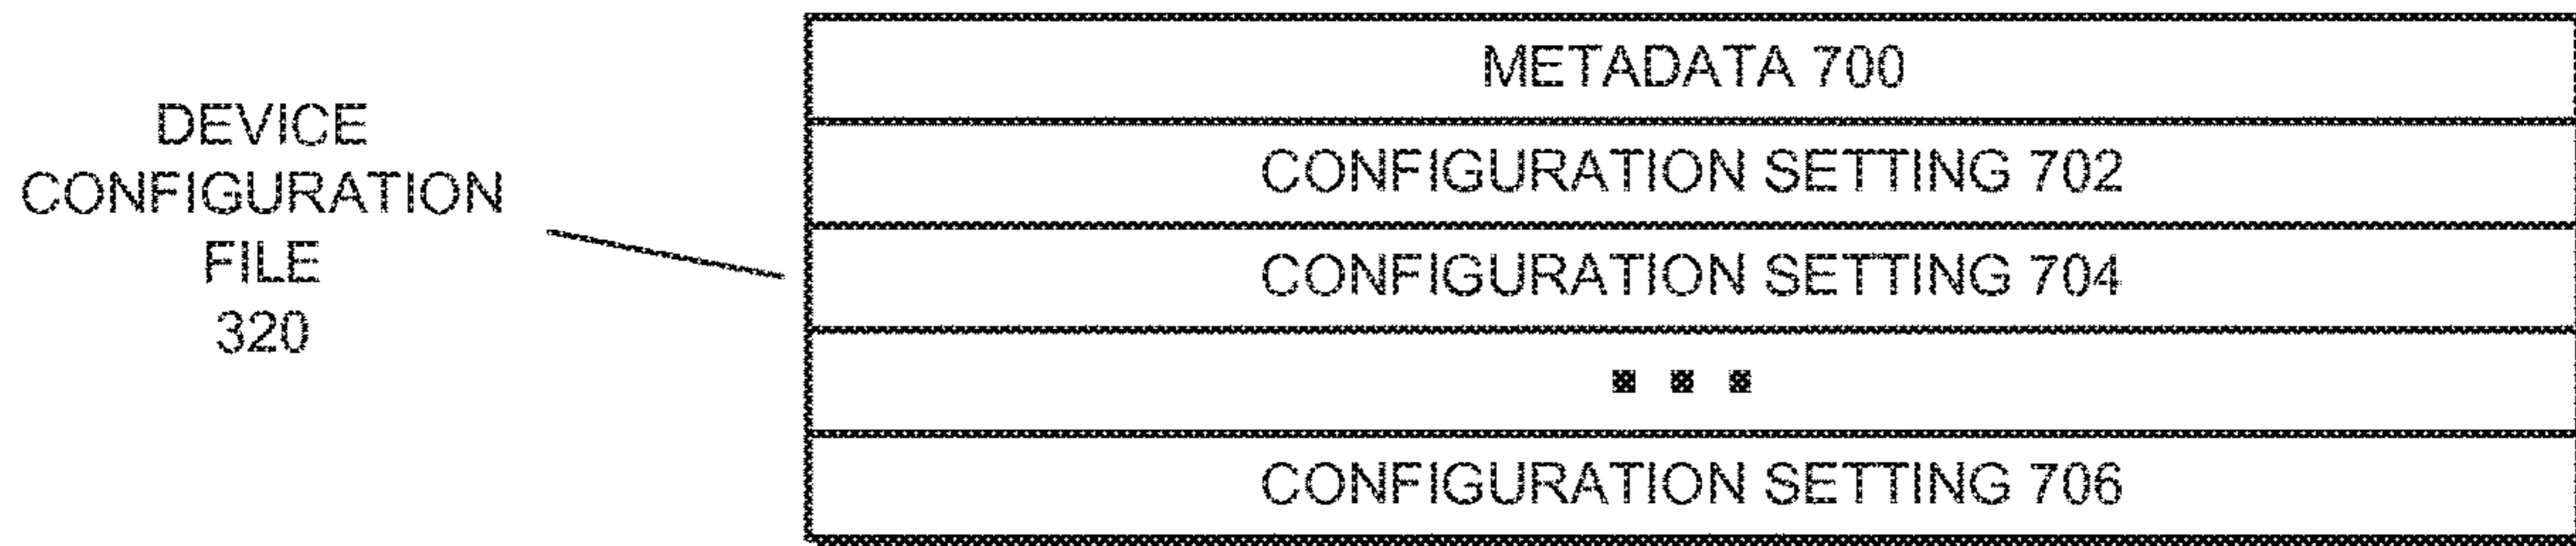 DEVICE
CONFIGURATION
FILE
320
METADATA 700
CONFIGURATION SETTING 702
CONFIGURATION SETTING 704
▪ ▪ ▪
CONFIGURATION SETTING 706